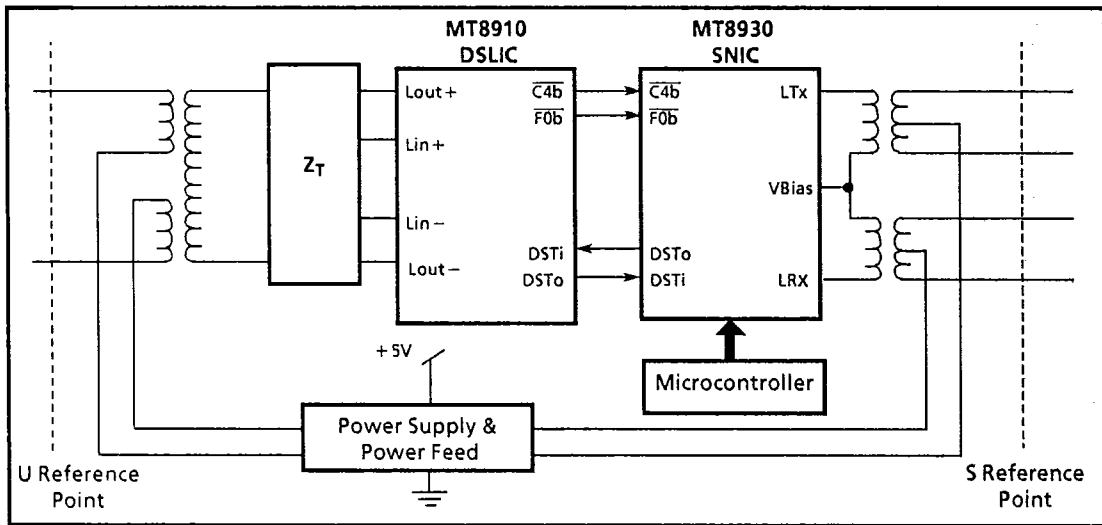 MT8910
DSLIC
MT8930
SNIC
Lout+
Lin+
Lin−
Lout−
C4b
F0b
DSTi
DSTo
C4b
F0b
DSTo
DSTi
LTx
VBias
LRX
ZT
+5V
Microcontroller
Power Supply &
Power Feed
U Reference
Point
S Reference
Point